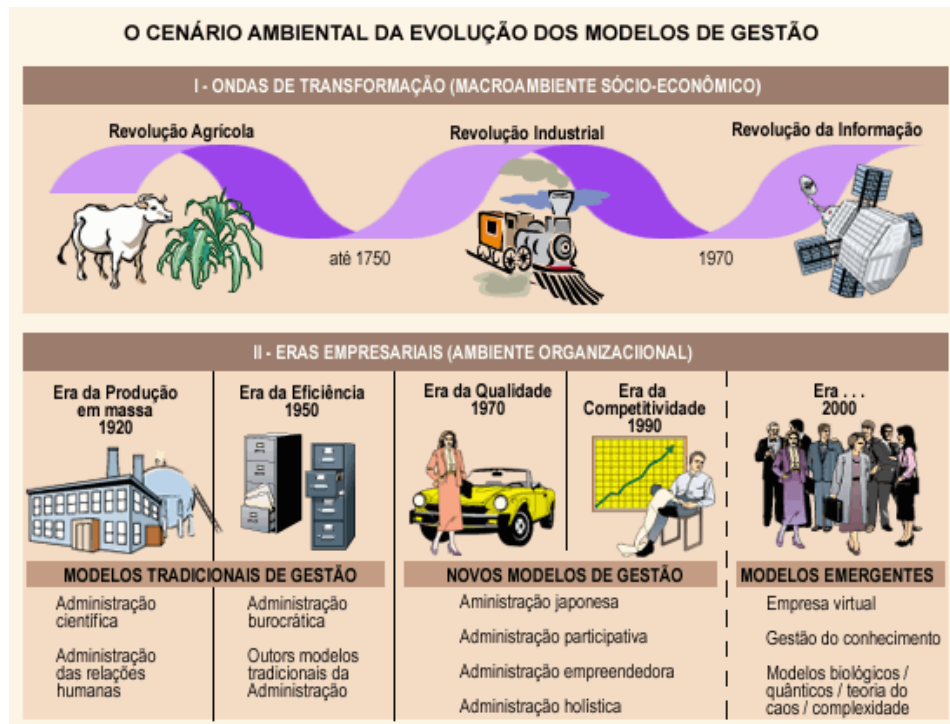 O CENÁRIO AMBIENTAL DA EVOLUÇÃO DOS MODELOS DE GESTÃO
I - ONDAS DE TRANSFORMAÇÃO (MACROAMBIENTE SÓCIO-ECONÔMICO)
Revolução Agrícola
Revolução Industrial
Revolução da Informação
até 1750
1970
II - ERAS EMPRESARIAIS (AMBIENTE ORGANIZACIIONAL)
Era da Produção
em massa
1920
Era da Eficiência
1950
Era da Qualidade
1970
Era da
Competitividade
1990
Era . . .
2000
MODELOS TRADICIONAIS DE GESTÃO
Administração
científica
Administração
das relações
humanas
Administração
burocrática
Outors modelos
tradicionais da
Administração
NOVOS MODELOS DE GESTÃO
Aministração japonesa
Administração participativa
Administração empreendedora
Administração holística
MODELOS EMERGENTES
Empresa virtual
Gestão do conhecimento
Modelos biológicos /
quânticos / teoria do
caos / complexidade